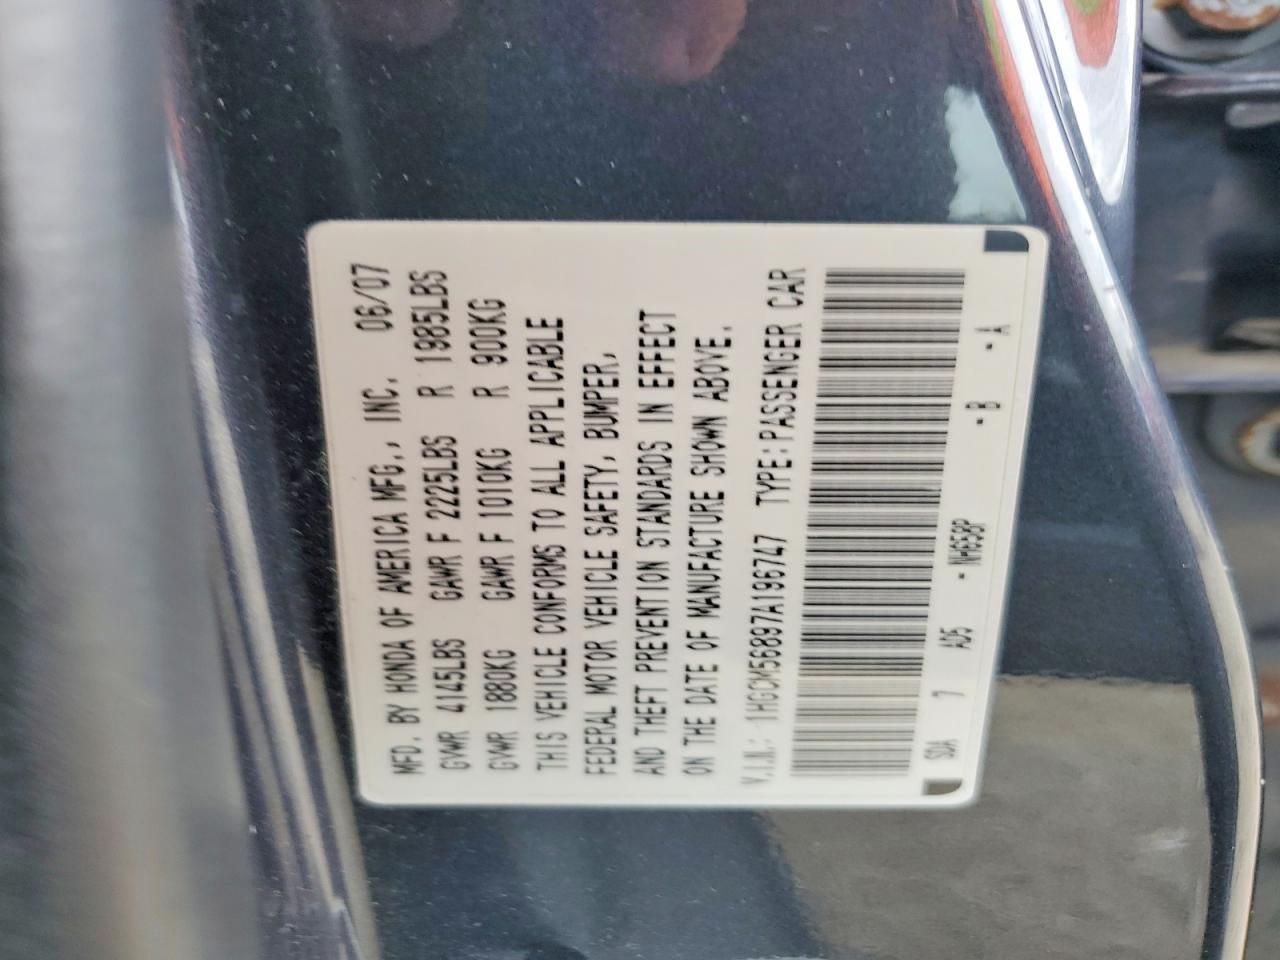 MFD. BY HONDA OF AMERICA MFG., INC. 06/07
GVWR 4145LBS GAWR F 2225LBS R 1985LBS
GVWR 1880KG GAWR F 1010KG R 900KG
THIS VEHICLE CONFORMS TO ALL APPLICABLE
FEDERAL MOTOR VEHICLE SAFETY, BUMPER,
AND THEFT PREVENTION STANDARDS IN EFFECT
ON THE DATE OF MANUFACTURE SHOWN ABOVE.
V.I.N.: 1HGCM56897A196747 TYPE:PASSENGER CAR
SDA 7 AD5 - NH658P - B - A